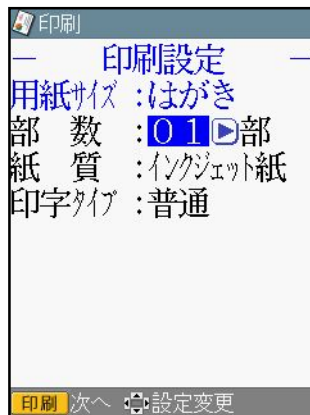 印刷
― 印刷設定 ―
用紙サイズ:はがき
部 数 :01部
紙 質 :インクジェット紙
印字タイプ:普通
印刷 次へ 設定変更